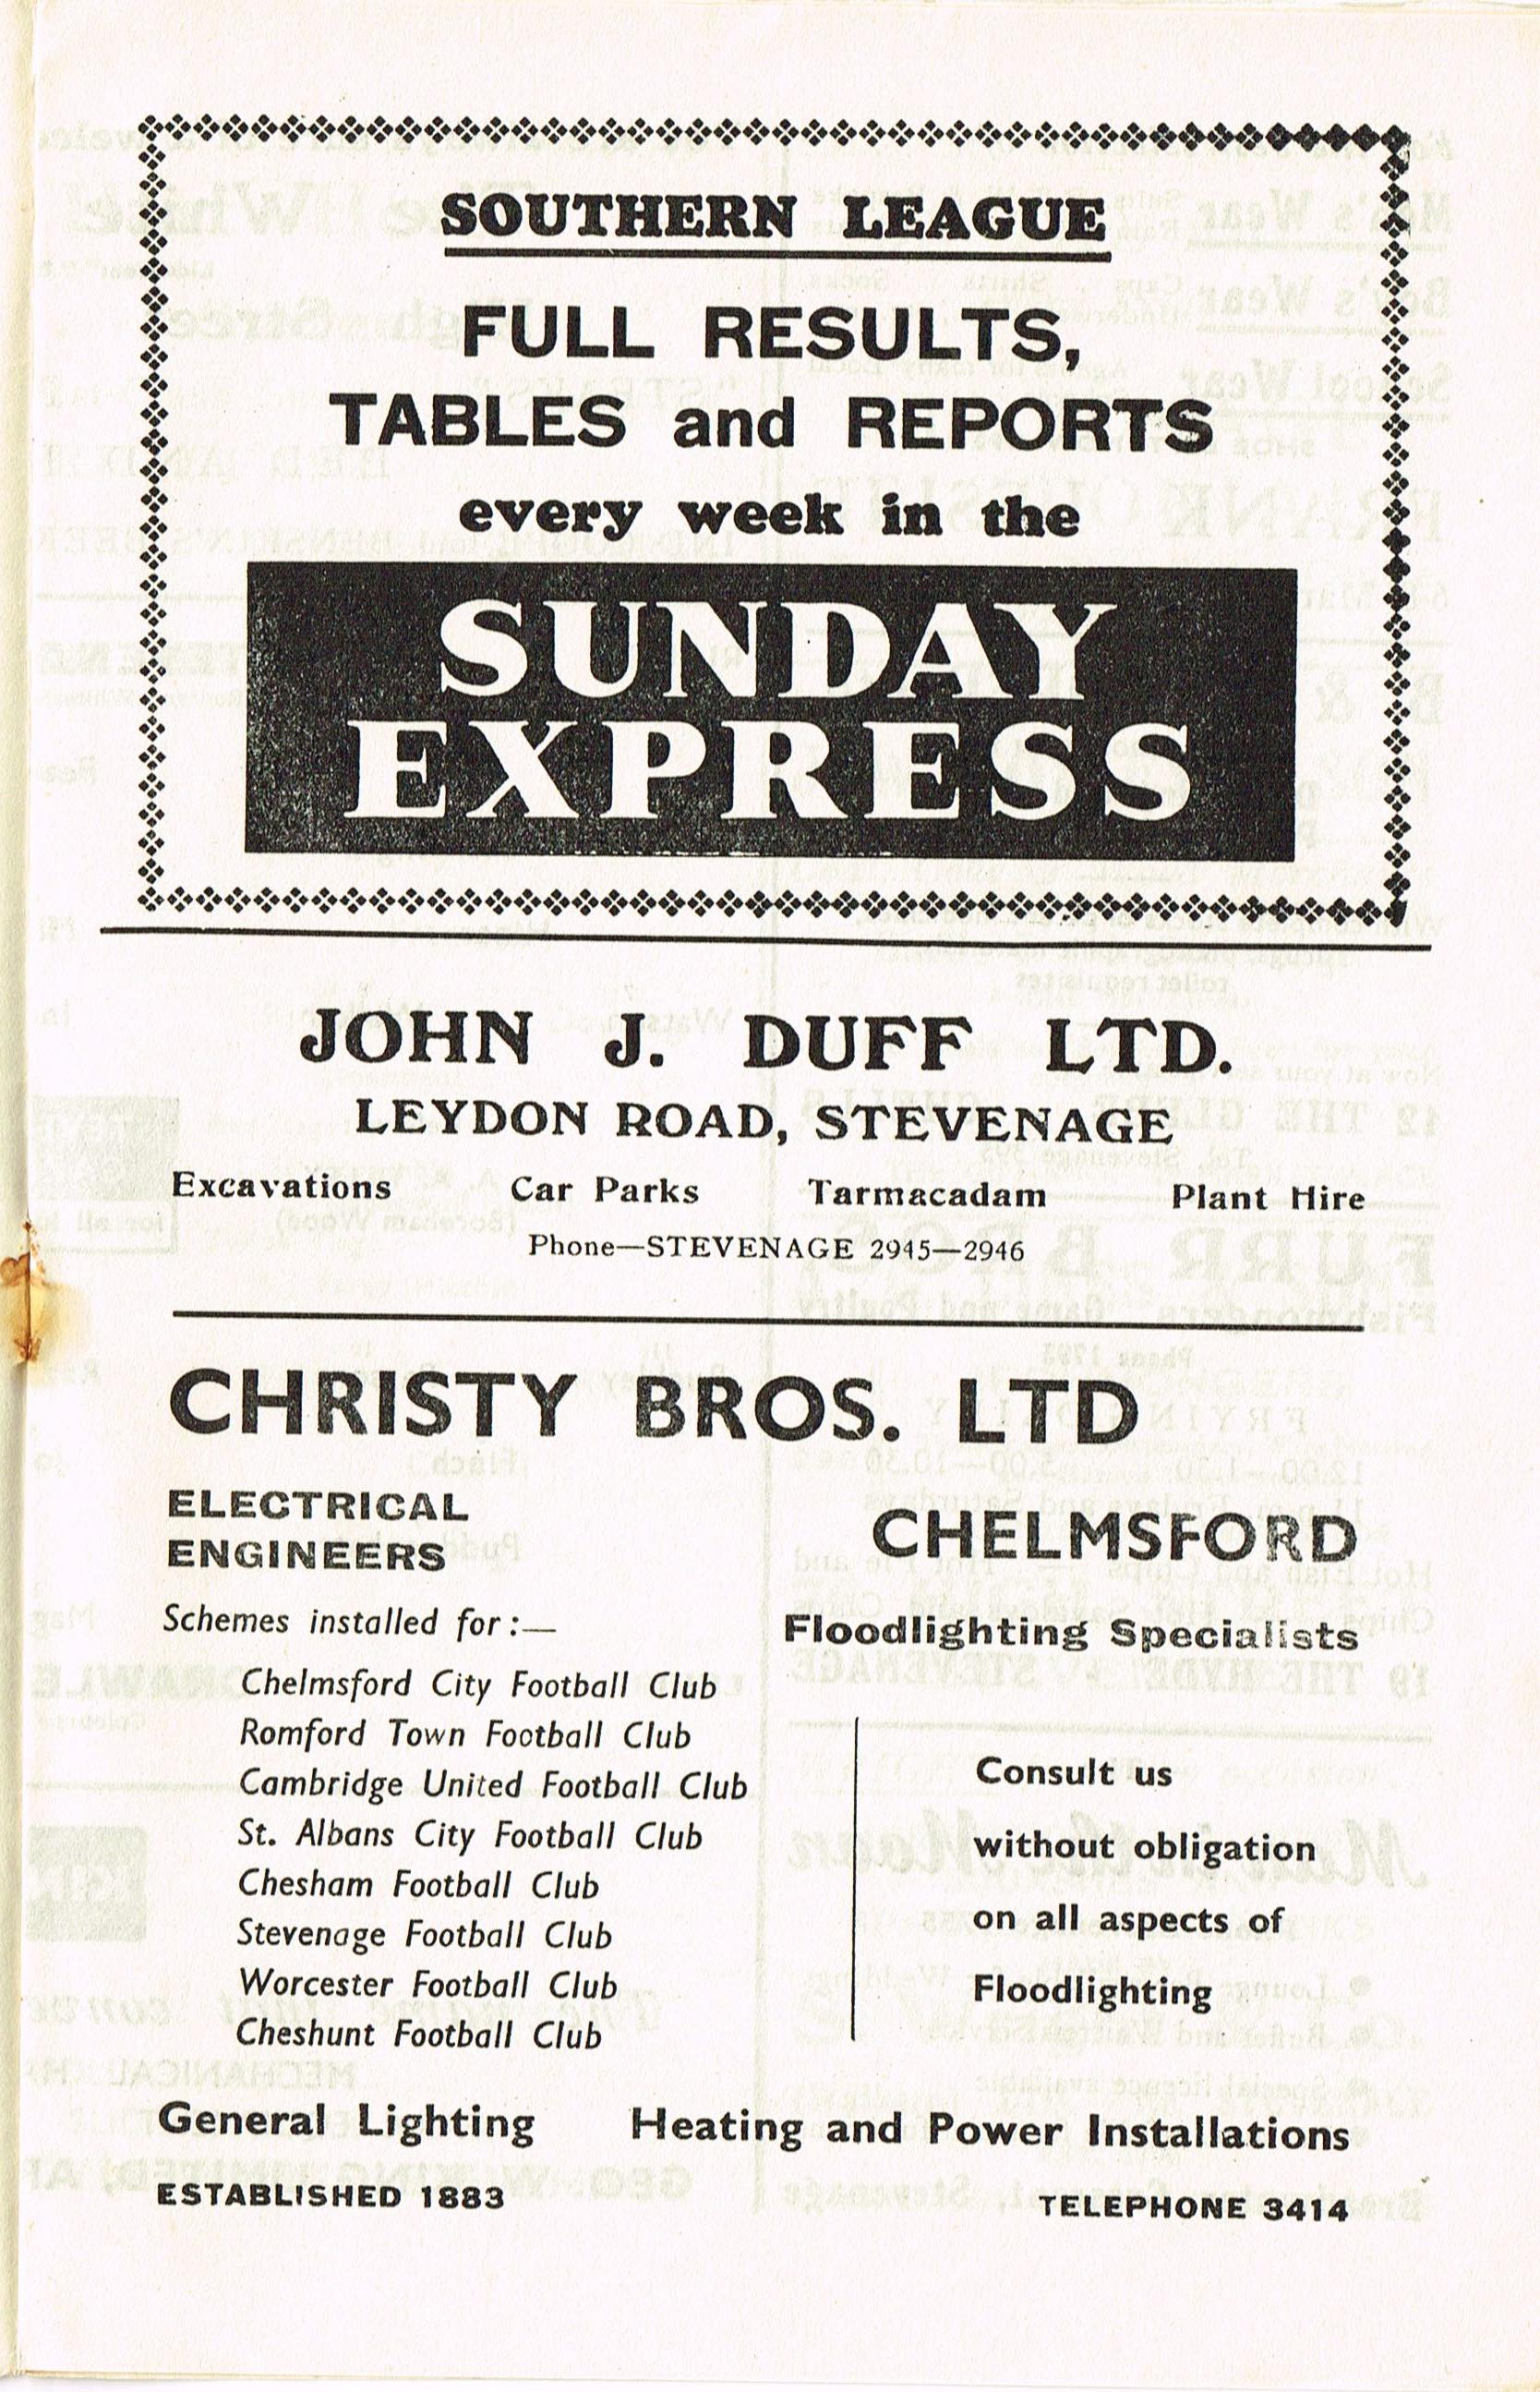 SOUTHERN LEAGUE
FULL RESULTS,
TABLES and REPORTS
every week in the
SUNDAY
EXPRESS
JOHN J. DUFF LTD.
LEYDON ROAD, STEVENAGE
Excavations Car Parks Tarmacadam Plant Hire
Phone—STEVENAGE 2945—2946
CHRISTY BROS. LTD
ELECTRICAL
ENGINEERS
CHELMSFORD
Schemes installed for:—
Floodlighting Specialists
Chelmsford City Football Club
Romford Town Football Club
Cambridge United Football Club
St. Albans City Football Club
Chesham Football Club
Stevenage Football Club
Worcester Football Club
Cheshunt Football Club
Consult us
without obligation
on all aspects of
Floodlighting
General Lighting Heating and Power Installations
ESTABLISHED 1883
TELEPHONE 3414